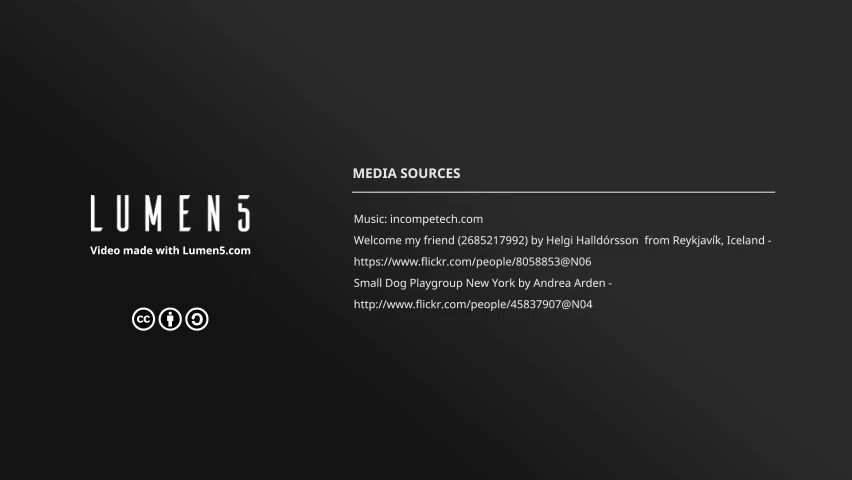 LUMEN5
Video made with Lumen5.com
cc
MEDIA SOURCES
Music: incompetech.com
Welcome my friend (2685217992) by Helgi Halldórsson  from Reykjavík, Iceland -
https://www.flickr.com/people/8058853@N06
Small Dog Playgroup New York by Andrea Arden -
http://www.flickr.com/people/45837907@N04